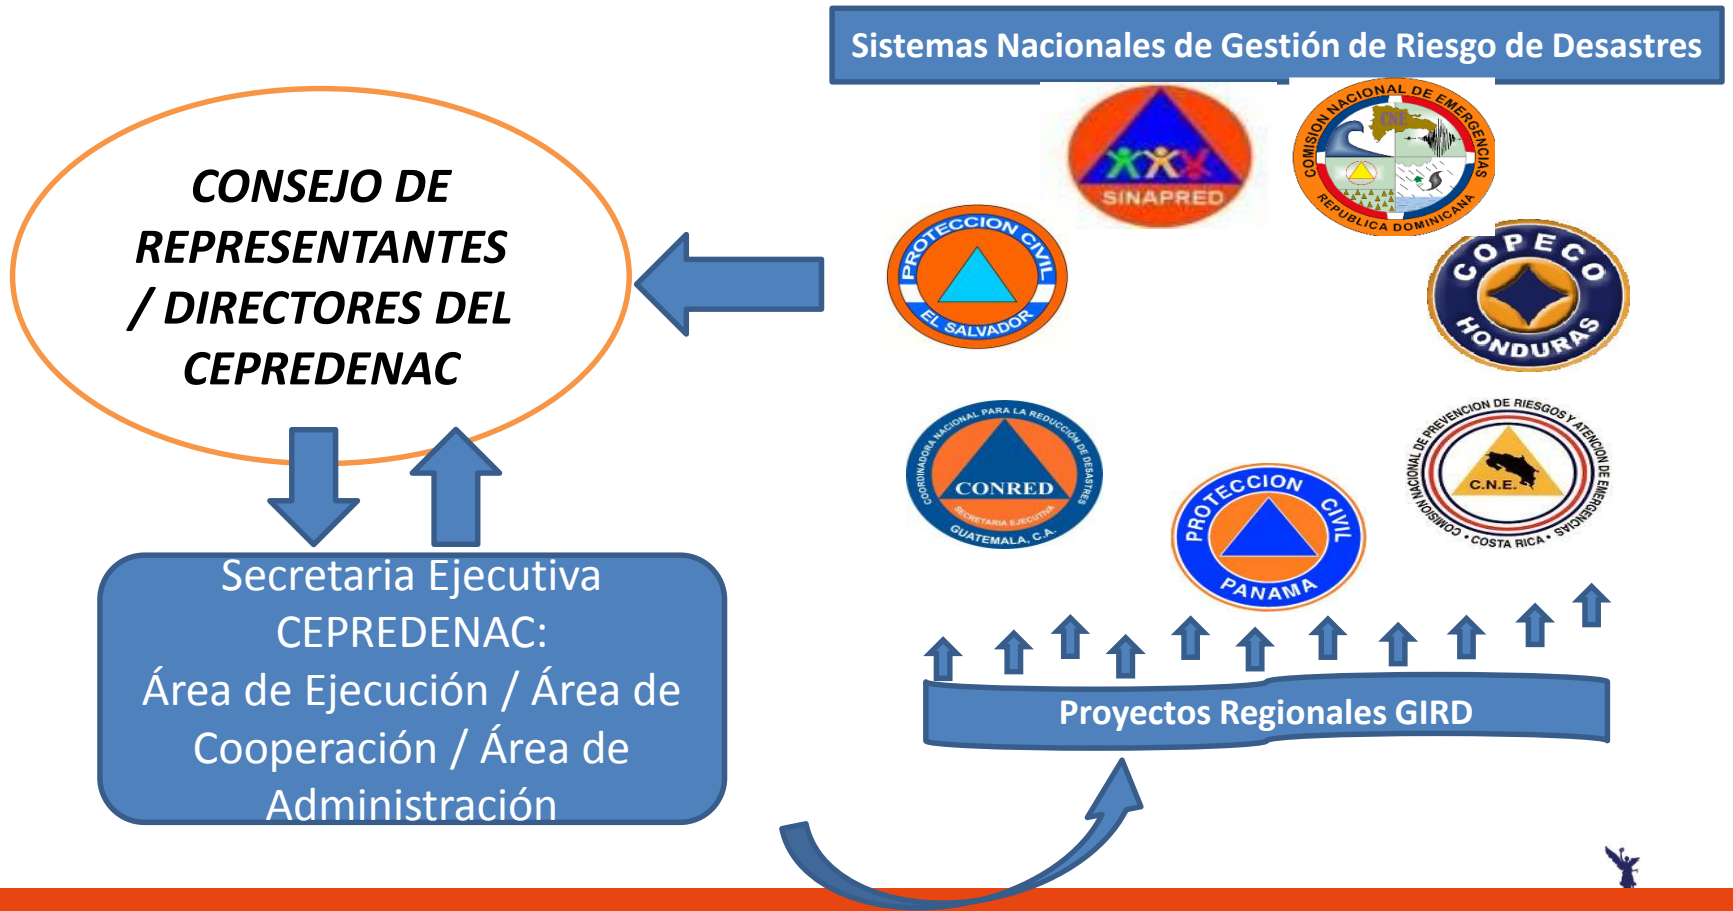 Sistemas Nacionales de Gestión de Riesgo de Desastres
CONSEJO DE
REPRESENTANTES
/ DIRECTORES DEL
CEPREDENAC
Secretaria Ejecutiva
CEPREDENAC:
Área de Ejecución / Área de
Cooperación / Área de
Administración
SINAPRED
COMISION NACIONAL DE EMERGENCIAS
CNE
REPUBLICA DOMINICANA
PROTECCION CIVIL
EL SALVADOR
COPECO
HONDURAS
COORDINADORA NACIONAL PARA LA REDUCCIÓN DE DESASTRES
CONRED
SECRETARIA EJECUTIVA
GUATEMALA, C.A.
COMISION NACIONAL DE PREVENCION DE RIESGOS Y ATENCION DE EMERGENCIAS
C.N.E.
• COSTA RICA •
PROTECCION CIVIL
PANAMA
Proyectos Regionales GIRD